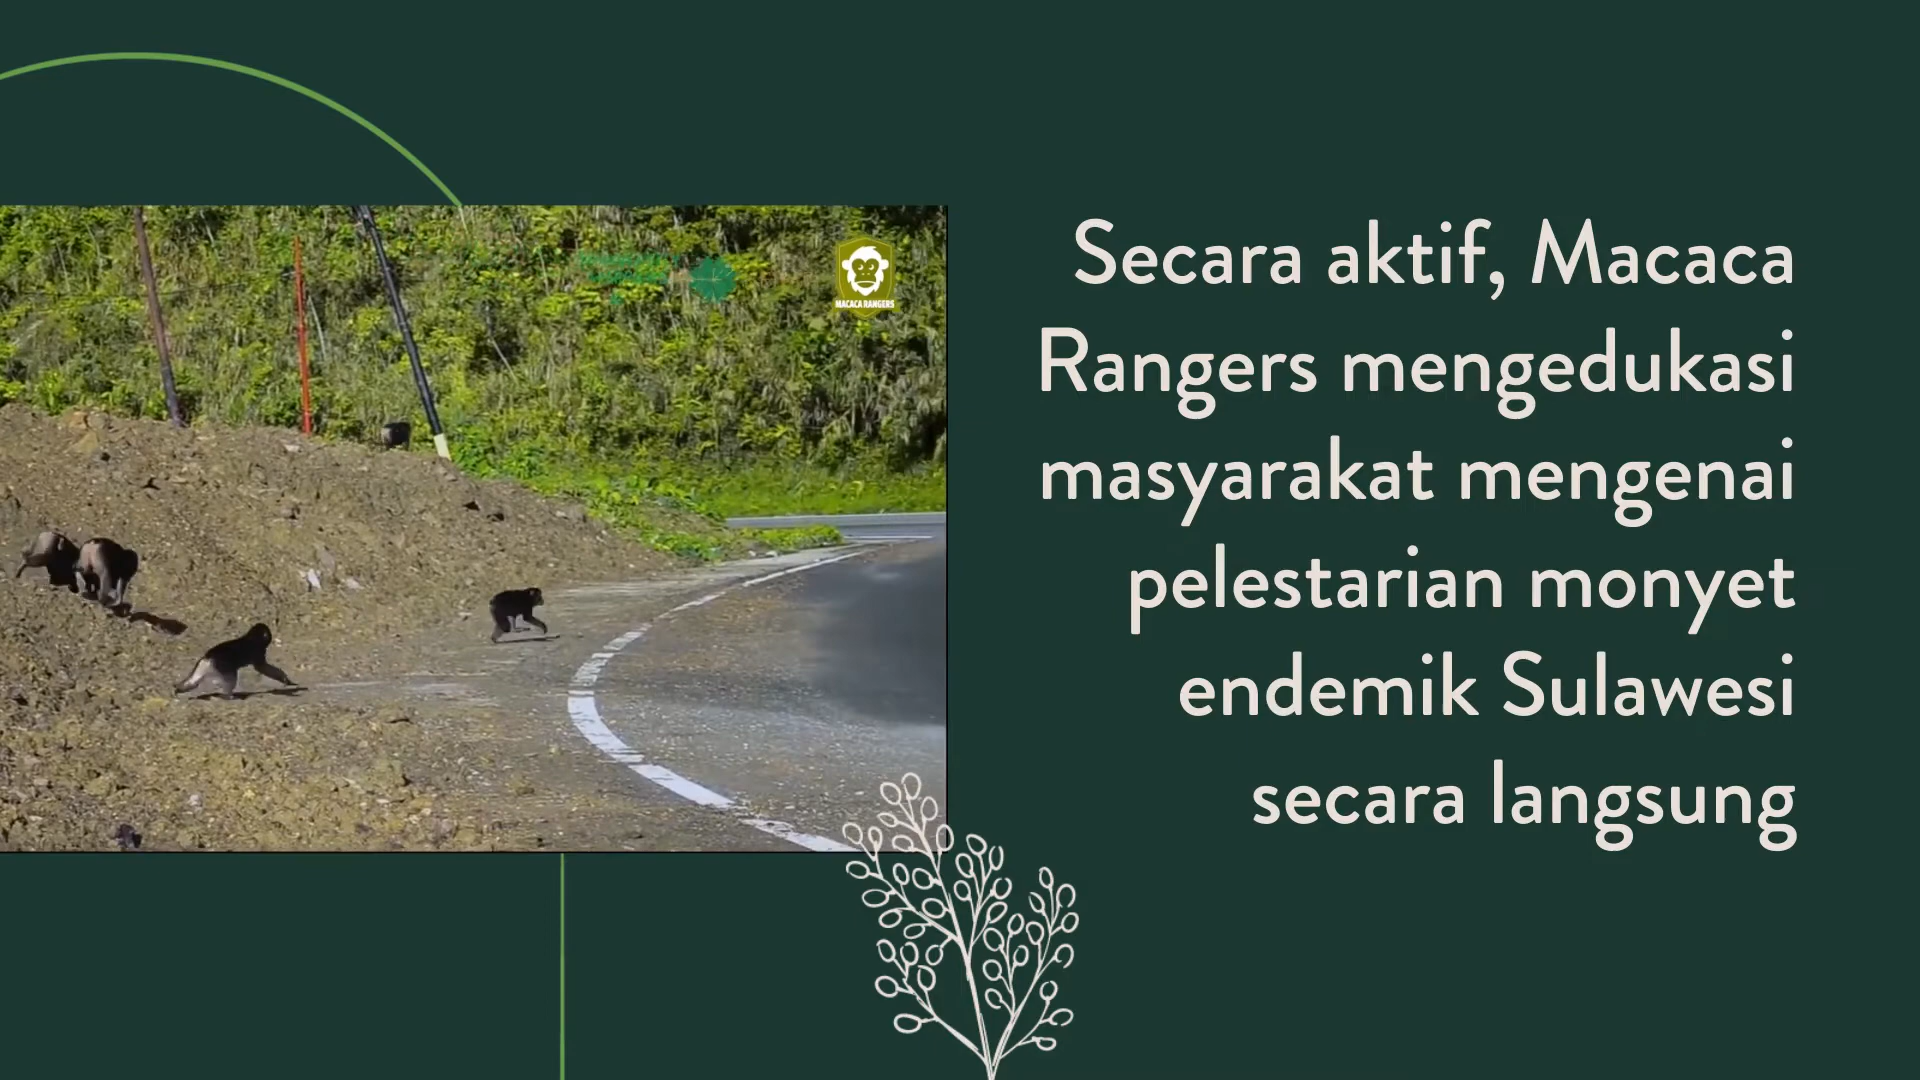 MACACA RANGERS
Secara aktif, Macaca
Rangers mengedukasi
masyarakat mengenai
pelestarian monyet
endemik Sulawesi
secara langsung